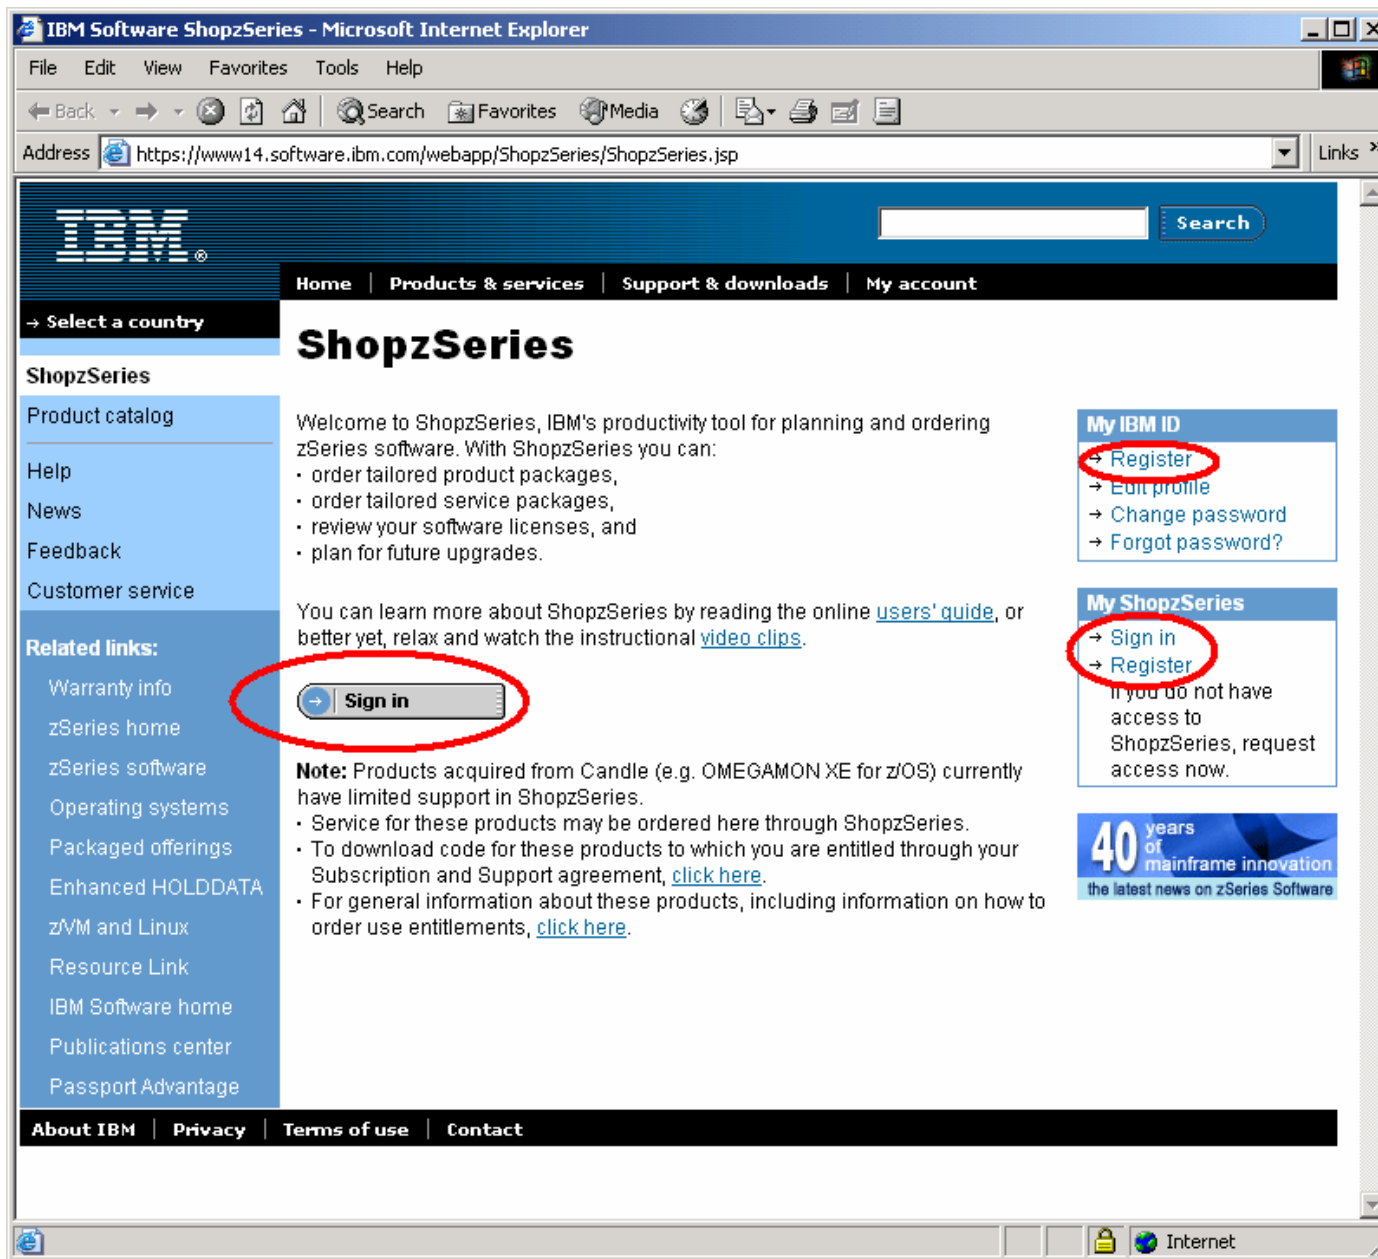 IBM Software ShopzSeries - Microsoft Internet Explorer
File Edit View Favorites Tools Help
Back Search Favorites Media
Address https://www14.software.ibm.com/webapp/ShopzSeries/ShopzSeries.jsp Links »
IBM®
Search
Home | Products & services | Support & downloads | My account
→ Select a country
ShopzSeries
ShopzSeries
Product catalog
Help
News
Feedback
Customer service
Related links:
Warranty info
zSeries home
zSeries software
Operating systems
Packaged offerings
Enhanced HOLDDATA
z/VM and Linux
Resource Link
IBM Software home
Publications center
Passport Advantage
Welcome to ShopzSeries, IBM's productivity tool for planning and ordering
zSeries software. With ShopzSeries you can:
· order tailored product packages,
· order tailored service packages,
· review your software licenses, and
· plan for future upgrades.
You can learn more about ShopzSeries by reading the online users' guide, or
better yet, relax and watch the instructional video clips.
Sign in
Note: Products acquired from Candle (e.g. OMEGAMON XE for z/OS) currently
have limited support in ShopzSeries.
· Service for these products may be ordered here through ShopzSeries.
· To download code for these products to which you are entitled through your
Subscription and Support agreement, click here.
· For general information about these products, including information on how to
order use entitlements, click here.
My IBM ID
→ Register
→ Edit profile
→ Change password
→ Forgot password?
My ShopzSeries
→ Sign in
→ Register
If you do not have
access to
ShopzSeries, request
access now.
40 years
of
mainframe innovation
the latest news on zSeries Software
About IBM | Privacy | Terms of use | Contact
Internet